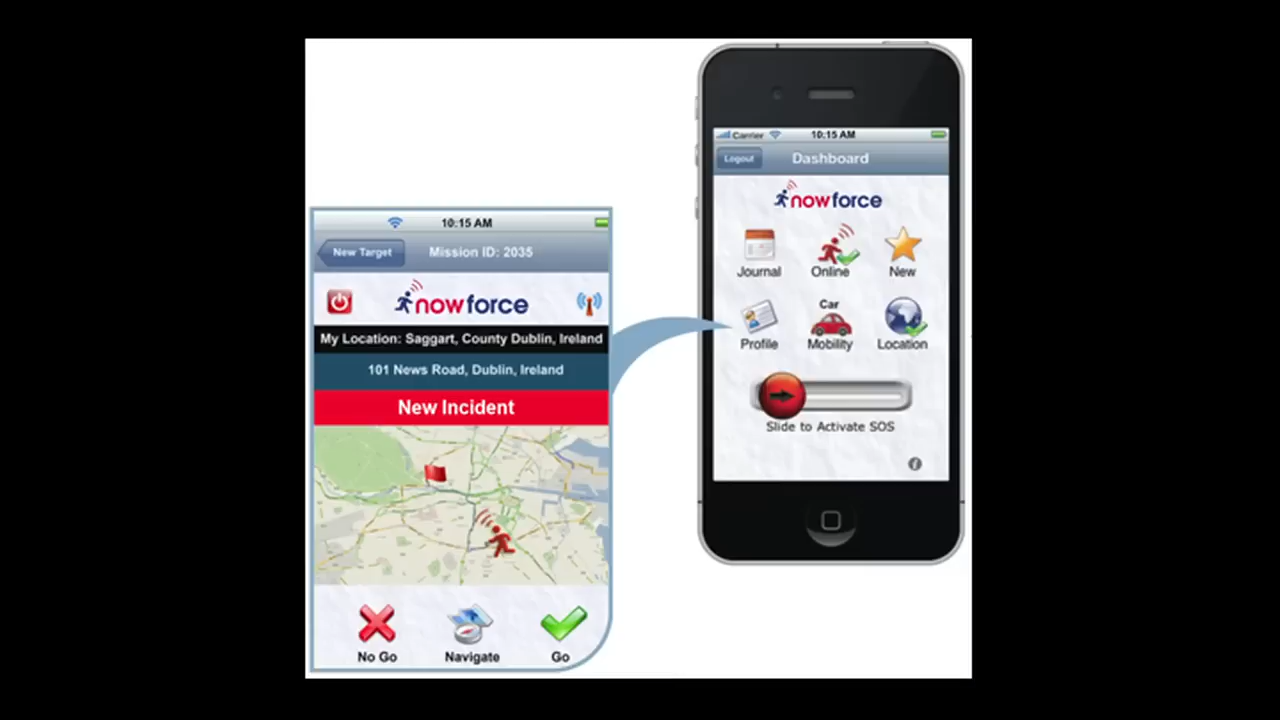 10:15 AM
New Target
Mission ID: 2035
nowforce
My Location: Saggart, County Dublin, Ireland
101 News Road, Dublin, Ireland
New Incident
No Go
Navigate
Go
Carrier
10:15 AM
Logout
Dashboard
nowforce
Journal
Online
New
Profile
Car
Mobility
Location
Slide to Activate SOS
i